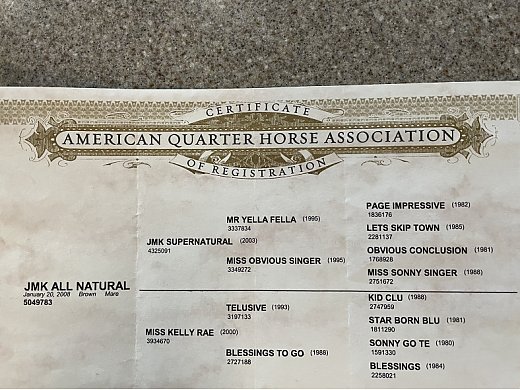 CERTIFICATE
AMERICAN QUARTER HORSE ASSOCIATION
OF REGISTRATION
PAGE IMPRESSIVE (1982)
1836176
MR YELLA FELLA (1995)
3337834
LETS SKIP TOWN (1985)
2281137
JMK SUPERNATURAL (2003)
4325091
OBVIOUS CONCLUSION (1981)
1768928
MISS OBVIOUS SINGER (1995)
3349272
MISS SONNY SINGER (1988)
2751672
JMK ALL NATURAL
January 20, 2008 Brown Mare
5049783
KID CLU (1988)
2747959
TELUSIVE (1993)
3197133
STAR BORN BLU (1981)
1811290
MISS KELLY RAE (2000)
3934670
SONNY GO TE (1980)
1591330
BLESSINGS TO GO (1988)
2727188
BLESSINGS (1984)
2258021